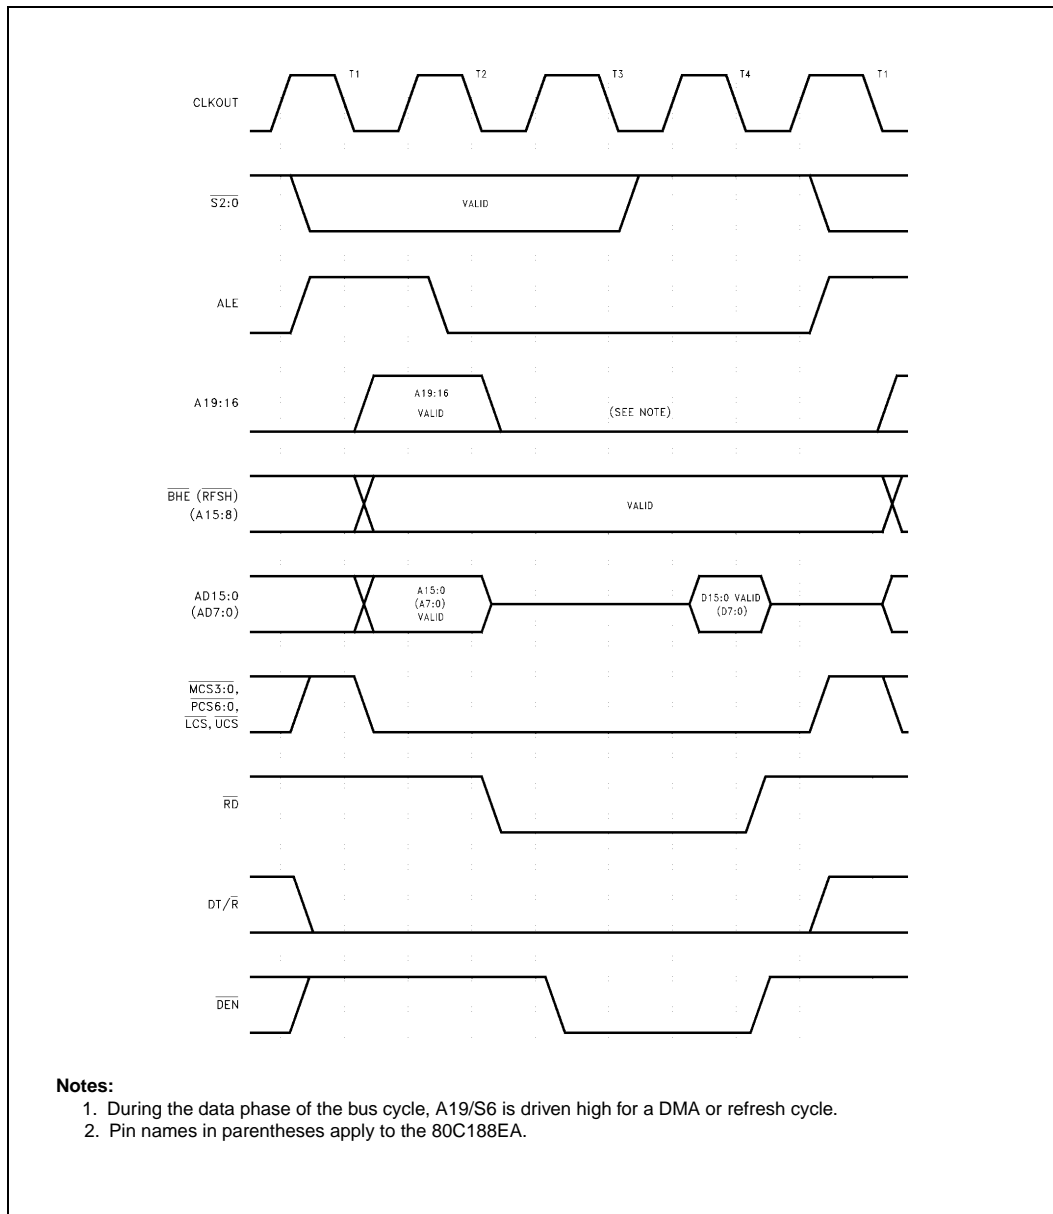 T1 T2 T3 T4 T1
CLKOUT
S2:0
VALID
ALE
A19:16
A19:16
VALID
(SEE NOTE)
BHE (RFSH)
(A15:8)
VALID
AD15:0
(AD7:0)
A15:0
(A7:0)
VALID
D15:0 VALID
(D7:0)
MCS3:0,
PCS6:0,
LCS, UCS
RD
DT/R
DEN
Notes:
1. During the data phase of the bus cycle, A19/S6 is driven high for a DMA or refresh cycle.
2. Pin names in parentheses apply to the 80C188EA.